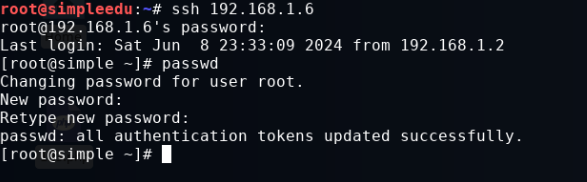 root@simpleedu:~# ssh 192.168.1.6
root@192.168.1.6's password:
Last login: Sat Jun  8 23:33:09 2024 from 192.168.1.2
[root@simple ~]# passwd
Changing password for user root.
New password:
Retype new password:
passwd: all authentication tokens updated successfully.
[root@simple ~]#